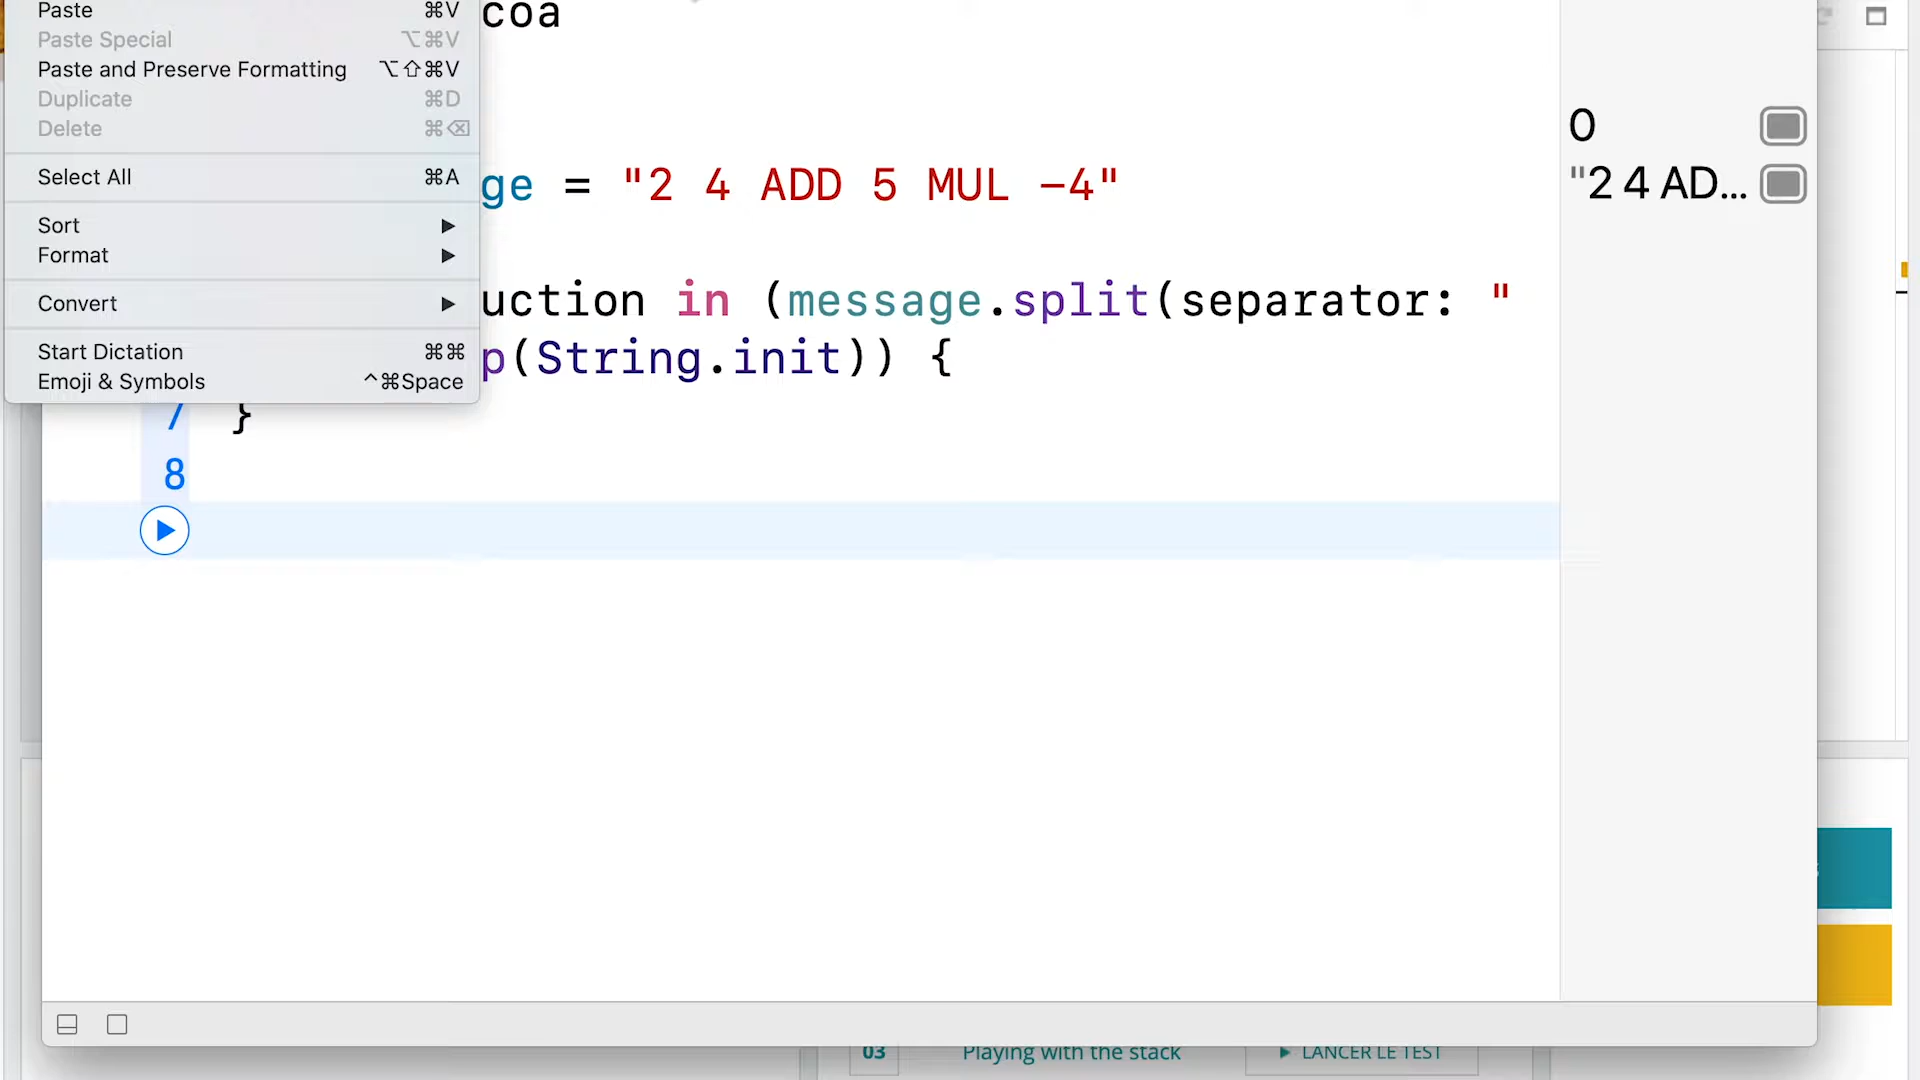 Paste ⌘V
Paste Special ⌥⌘V
Paste and Preserve Formatting ⌥⇧⌘V
Duplicate ⌘D
Delete ⌘⌫
Select All ⌘A
Sort ▶
Format ▶
Convert ▶
Start Dictation ⌘⌘
Emoji & Symbols ^⌘Space
coa
ge = "2 4 ADD 5 MUL -4"
uction in (message.split(separator: "
p(String.init)) {
7 }
8
0
"2 4 AD...
03 Playing with the stack ▶ LANCER LE TEST